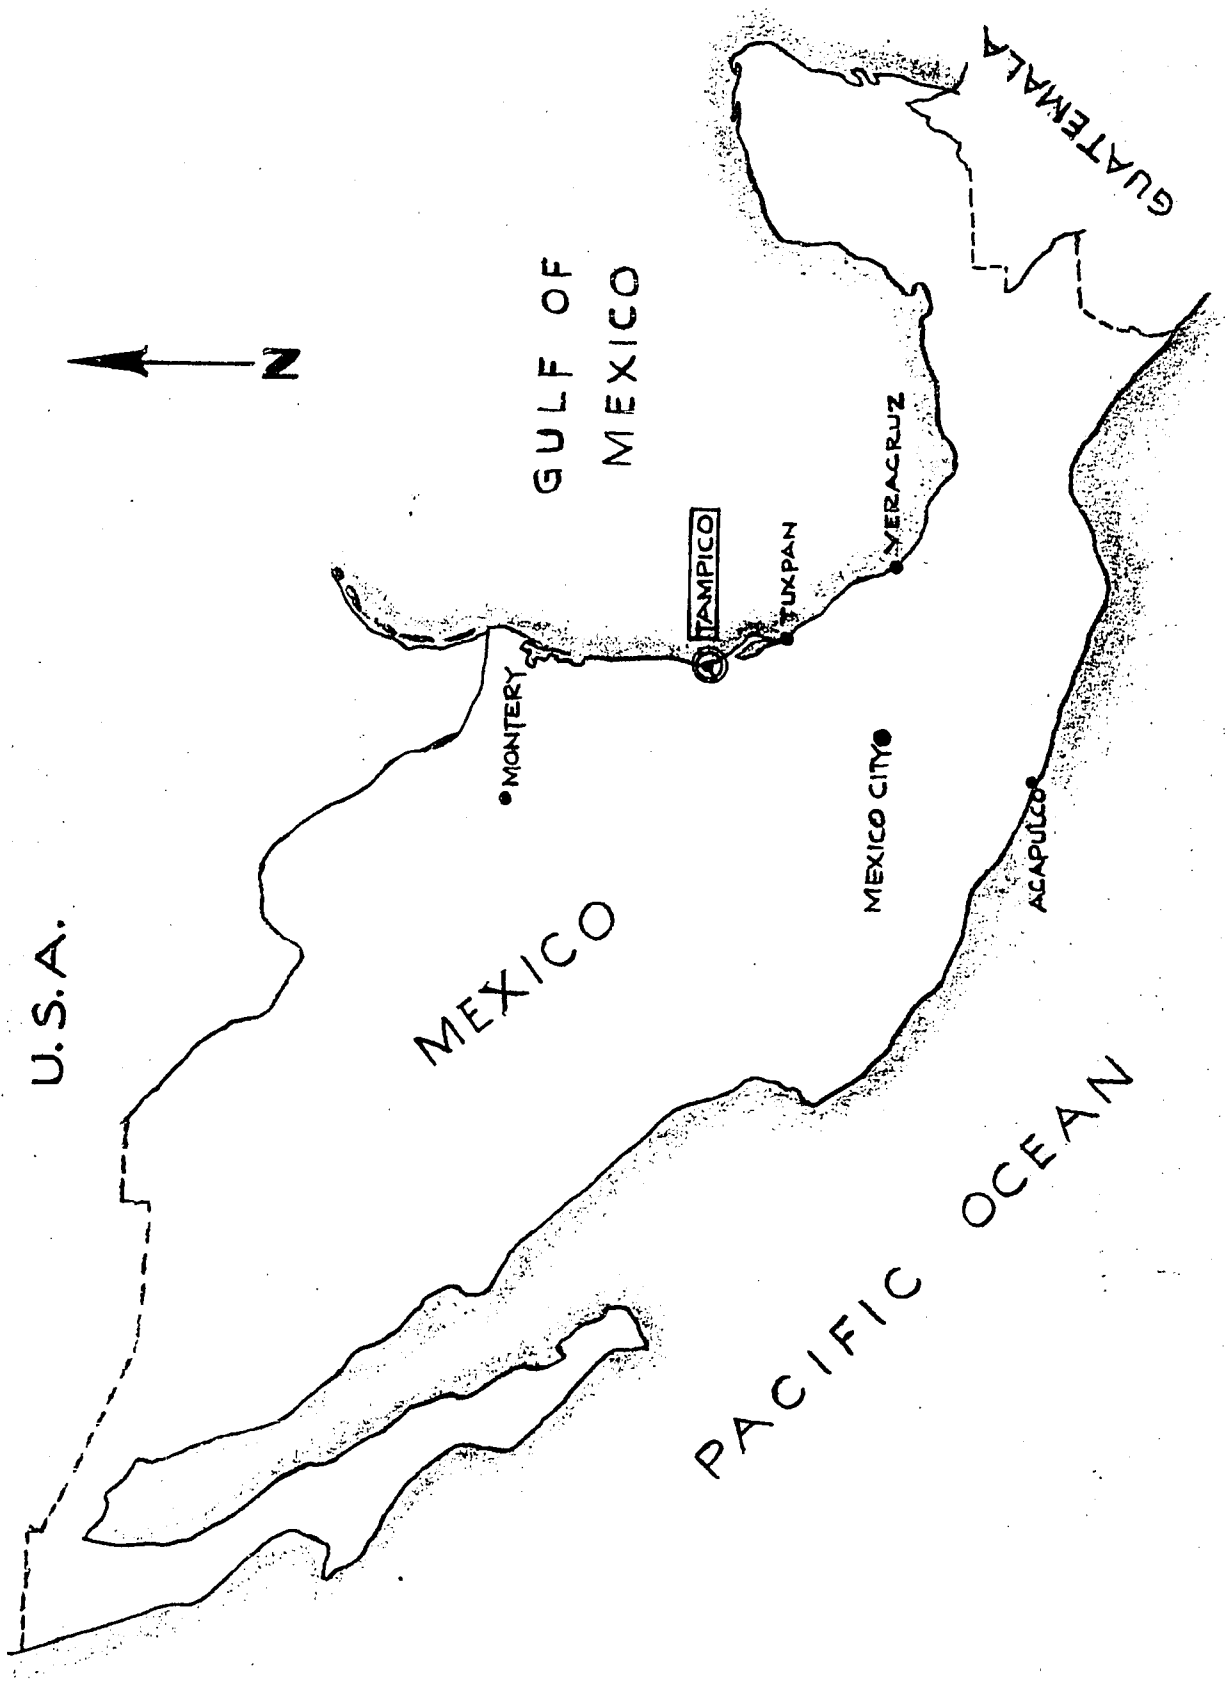 U.S.A.
N
GULF OF
MEXICO
MONTERY
TAMPICO
TUXPAN
VERACRUZ
MEXICO
MEXICO CITY
ACAPULCO
GUATEMALA
PACIFIC OCEAN